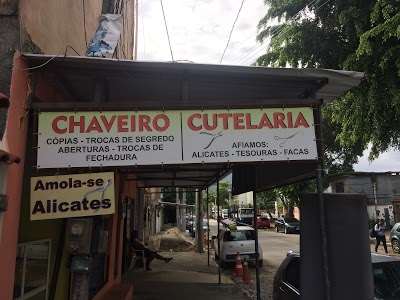 CHAVEIRO
CÓPIAS - TROCAS DE SEGREDO
ABERTURAS - TROCAS DE
FECHADURA
CUTELARIA
AFIAMOS:
ALICATES - TESOURAS - FACAS
Amola-se
Alicates